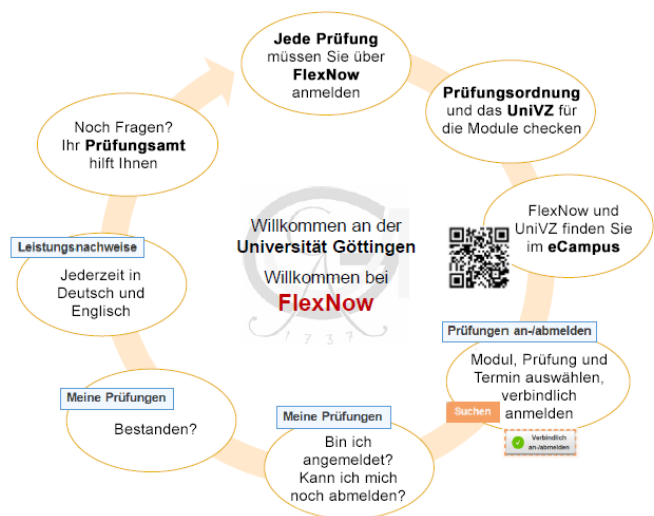 Jede Prüfung
müssen Sie über
FlexNow
anmelden
Prüfungsordnung
und das UniVZ für
die Module checken
FlexNow und
UniVZ finden Sie
im eCampus
Prüfungen an-/abmelden
Modul, Prüfung und
Termin auswählen,
verbindlich
anmelden
Suchen
Verbindlich
an-/abmelden
Meine Prüfungen
Bin ich
angemeldet?
Kann ich mich
noch abmelden?
Meine Prüfungen
Bestanden?
Leistungsnachweise
Jederzeit in
Deutsch und
Englisch
Noch Fragen?
Ihr Prüfungsamt
hilft Ihnen
Willkommen an der
Universität Göttingen
Willkommen bei
FlexNow
1737